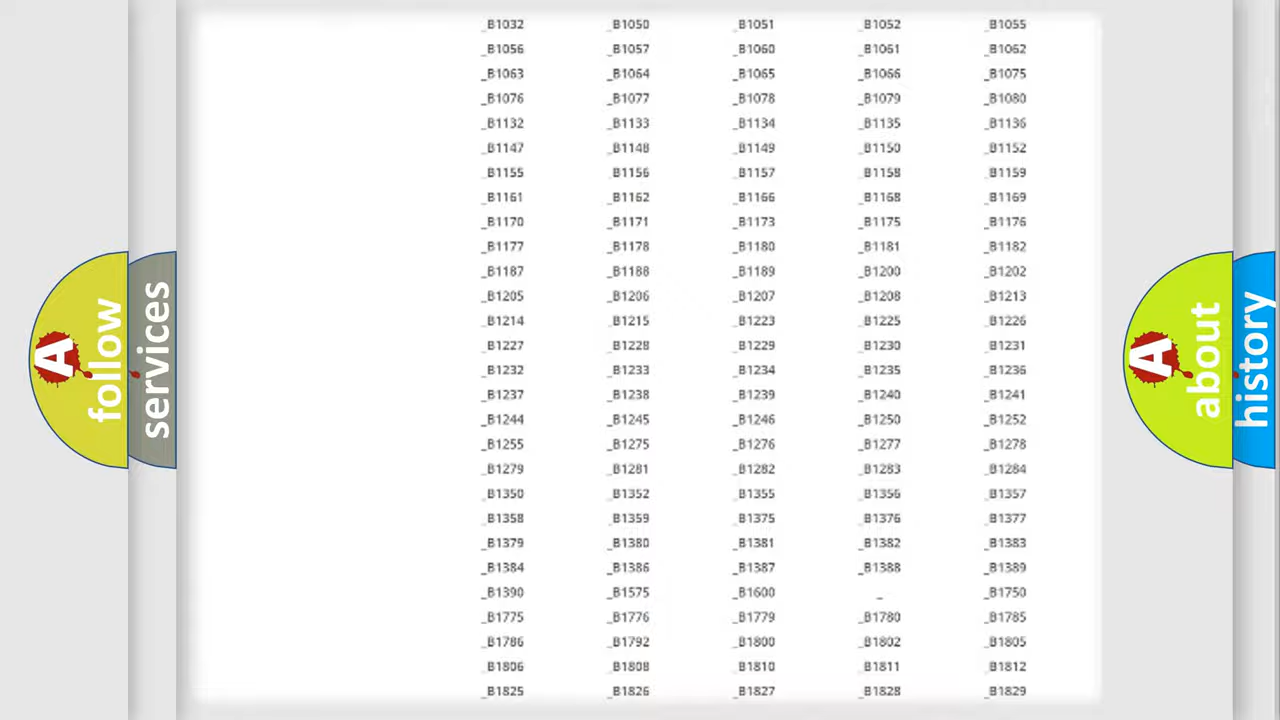 _B1032 _B1050 _B1051 _B1052 _B1055
_B1056 _B1057 _B1060 _B1061 _B1062
_B1063 _B1064 _B1065 _B1066 _B1075
_B1076 _B1077 _B1078 _B1079 _B1080
_B1132 _B1133 _B1134 _B1135 _B1136
_B1147 _B1148 _B1149 _B1150 _B1152
_B1155 _B1156 _B1157 _B1158 _B1159
_B1161 _B1162 _B1166 _B1168 _B1169
_B1170 _B1171 _B1173 _B1175 _B1176
_B1177 _B1178 _B1180 _B1181 _B1182
_B1187 _B1188 _B1189 _B1200 _B1202
_B1205 _B1206 _B1207 _B1208 _B1213
_B1214 _B1215 _B1223 _B1225 _B1226
_B1227 _B1228 _B1229 _B1230 _B1231
_B1232 _B1233 _B1234 _B1235 _B1236
_B1237 _B1238 _B1239 _B1240 _B1241
_B1244 _B1245 _B1246 _B1250 _B1252
_B1255 _B1275 _B1276 _B1277 _B1278
_B1279 _B1281 _B1282 _B1283 _B1284
_B1350 _B1352 _B1355 _B1356 _B1357
_B1358 _B1359 _B1375 _B1376 _B1377
_B1379 _B1380 _B1381 _B1382 _B1383
_B1384 _B1386 _B1387 _B1388 _B1389
_B1390 _B1575 _B1600 _ _B1750
_B1775 _B1776 _B1779 _B1780 _B1785
_B1786 _B1792 _B1800 _B1802 _B1805
_B1806 _B1808 _B1810 _B1811 _B1812
_B1825 _B1826 _B1827 _B1828 _B1829
A follow
services
A about
history